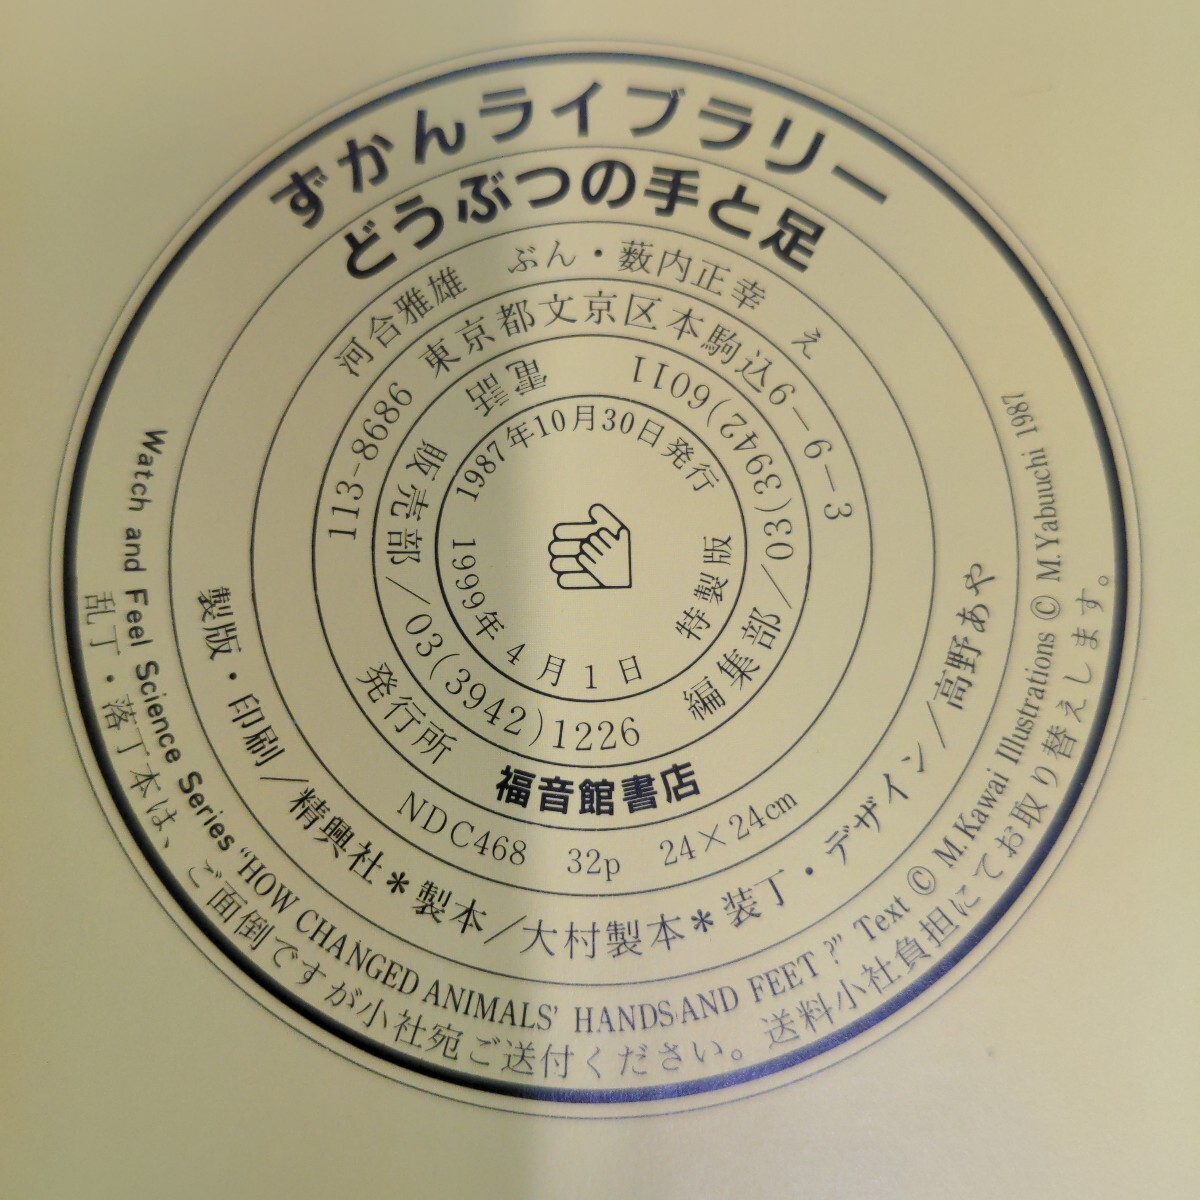 ずかんライブラリー
どうぶつの手と足
河合雅雄 ぶん・薮内正幸 え
113-8686 東京都文京区本駒込6-6-3
電話
販売部/03(3942)1226
編集部/03(3942)6011
1987年10月30日発行
1999年4月1日 特製版
発行所 福音館書店
NDC468 32p 24×24cm
製版・印刷/精興社*製本/大村製本*装丁・デザイン/高野あや
Watch and Feel Science Series "HOW CHANGED ANIMALS' HANDS AND FEET?" Text © M.Kawai Illustrations © M.Yabuuchi 1987
乱丁・落丁本は、ご面倒ですが小社宛ご送付ください。送料小社負担にてお取り替えします。